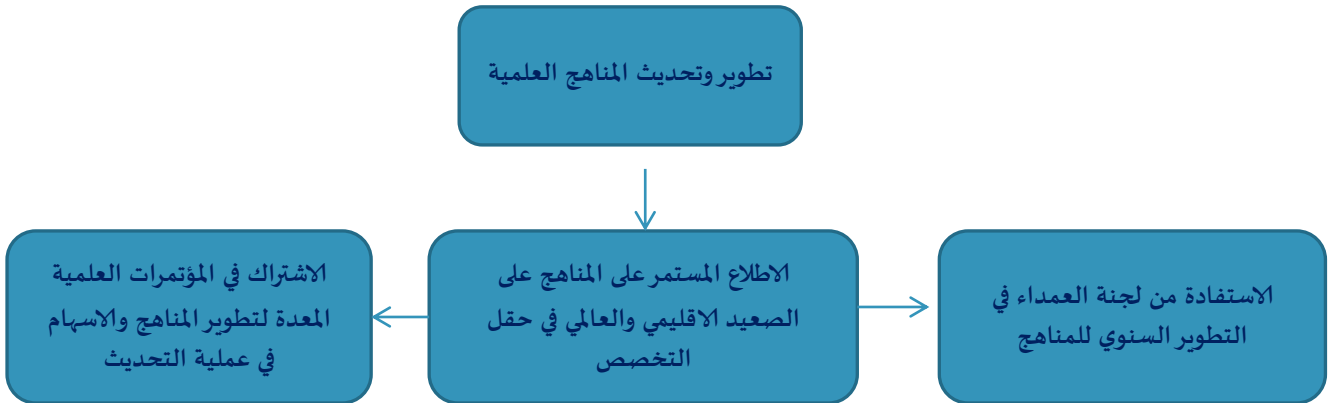 تطوير وتحديث المناهج العلمية
الاستفادة من لجنة العمداء في
التطوير السنوي للمناهج
الاطلاع المستمر على المناهج على
الصعيد الاقليمي والعالمي في حقل
التخصص
الاشتراك في المؤتمرات العلمية
المعدة لتطوير المناهج والاسهام
في عملية التحديث